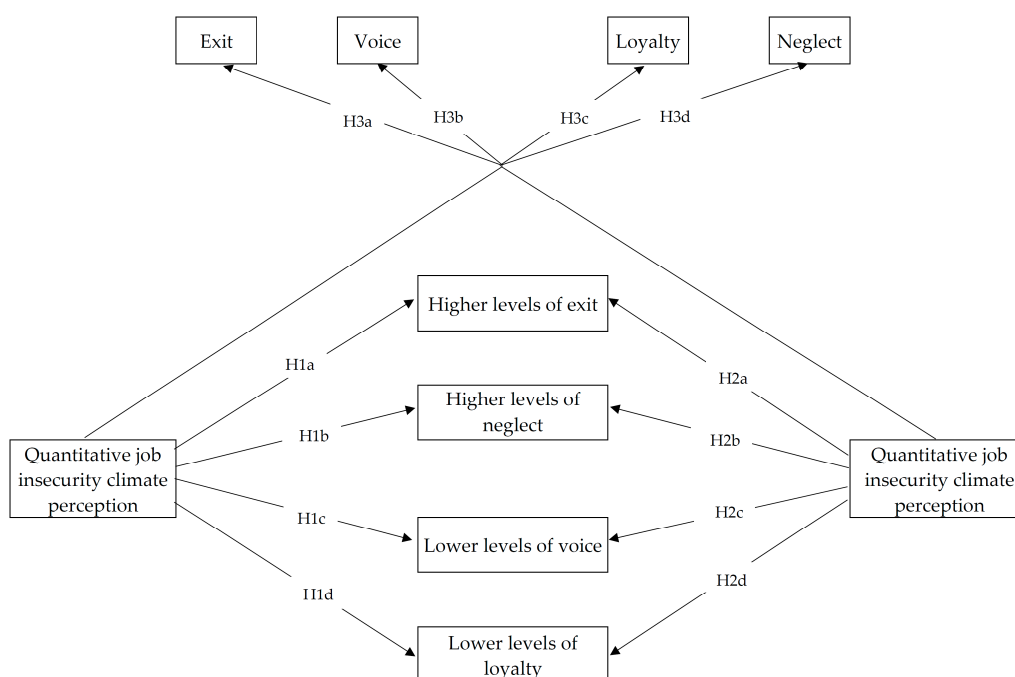 Exit
Voice
Loyalty
Neglect
H3a
H3b
H3c
H3d
Higher levels of exit
H1a
H2a
Higher levels of
neglect
H1b
H2b
Quantitative job
insecurity climate
perception
Quantitative job
insecurity climate
perception
H1c
H2c
Lower levels of voice
H1d
H2d
Lower levels of
loyalty